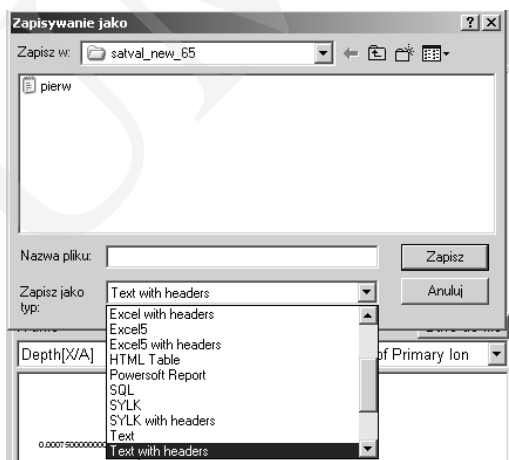 Zapisywanie jako
Zapisz w: satval_new_65
pierw
Nazwa pliku:
Zapisz
Zapisz jako typ:
Text with headers
Anuluj
Excel with headers
Excel5
Excel5 with headers
HTML Table
Powersoft Report
SQL
SYLK
SYLK with headers
Text
Text with headers
Depth[X/A]
of Primary Ion